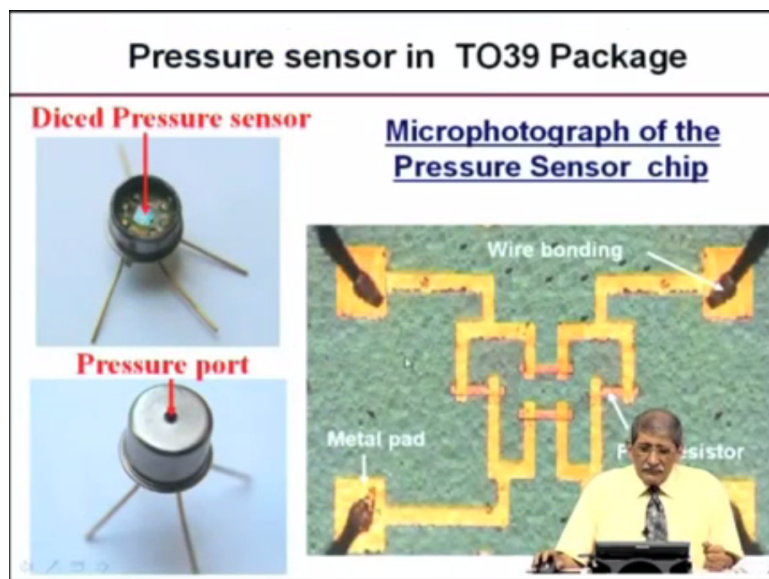 Pressure sensor in TO39 Package
Diced Pressure sensor
Microphotograph of the
Pressure Sensor chip
Wire bonding
Pressure port
Metal pad